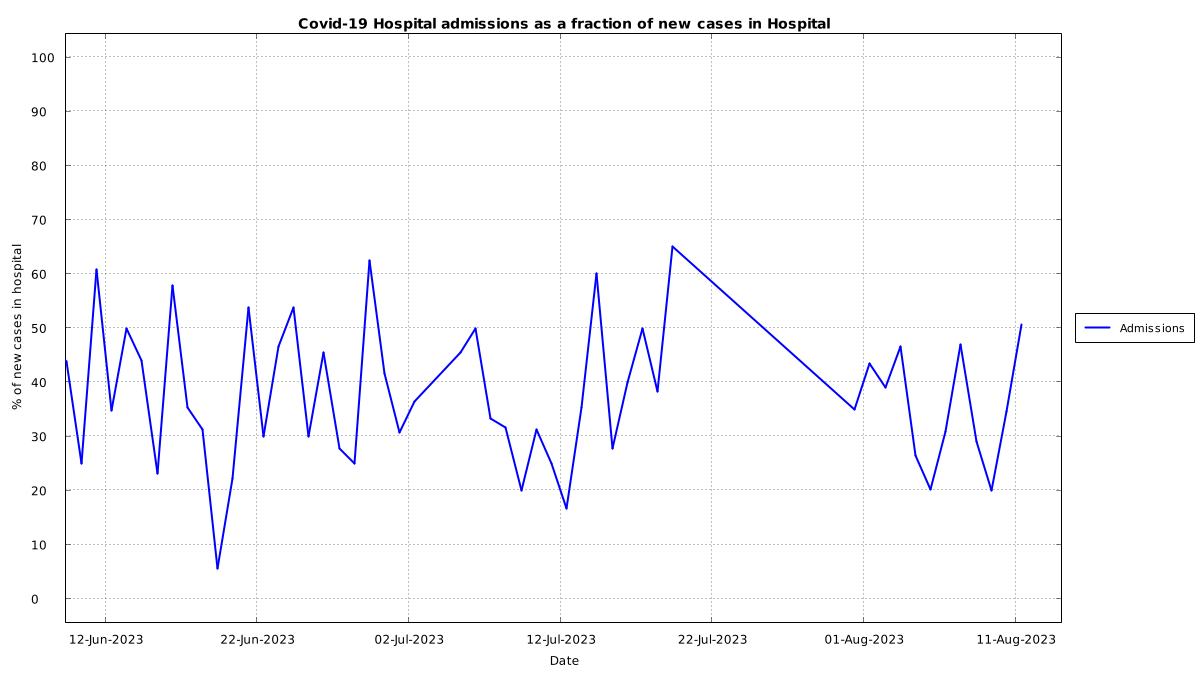 Covid-19 Hospital admissions as a fraction of new cases in Hospital
100
90
80
70
60
50
40
30
20
10
0
% of new cases in hospital
12-Jun-2023
22-Jun-2023
02-Jul-2023
12-Jul-2023
22-Jul-2023
01-Aug-2023
11-Aug-2023
Date
Admissions